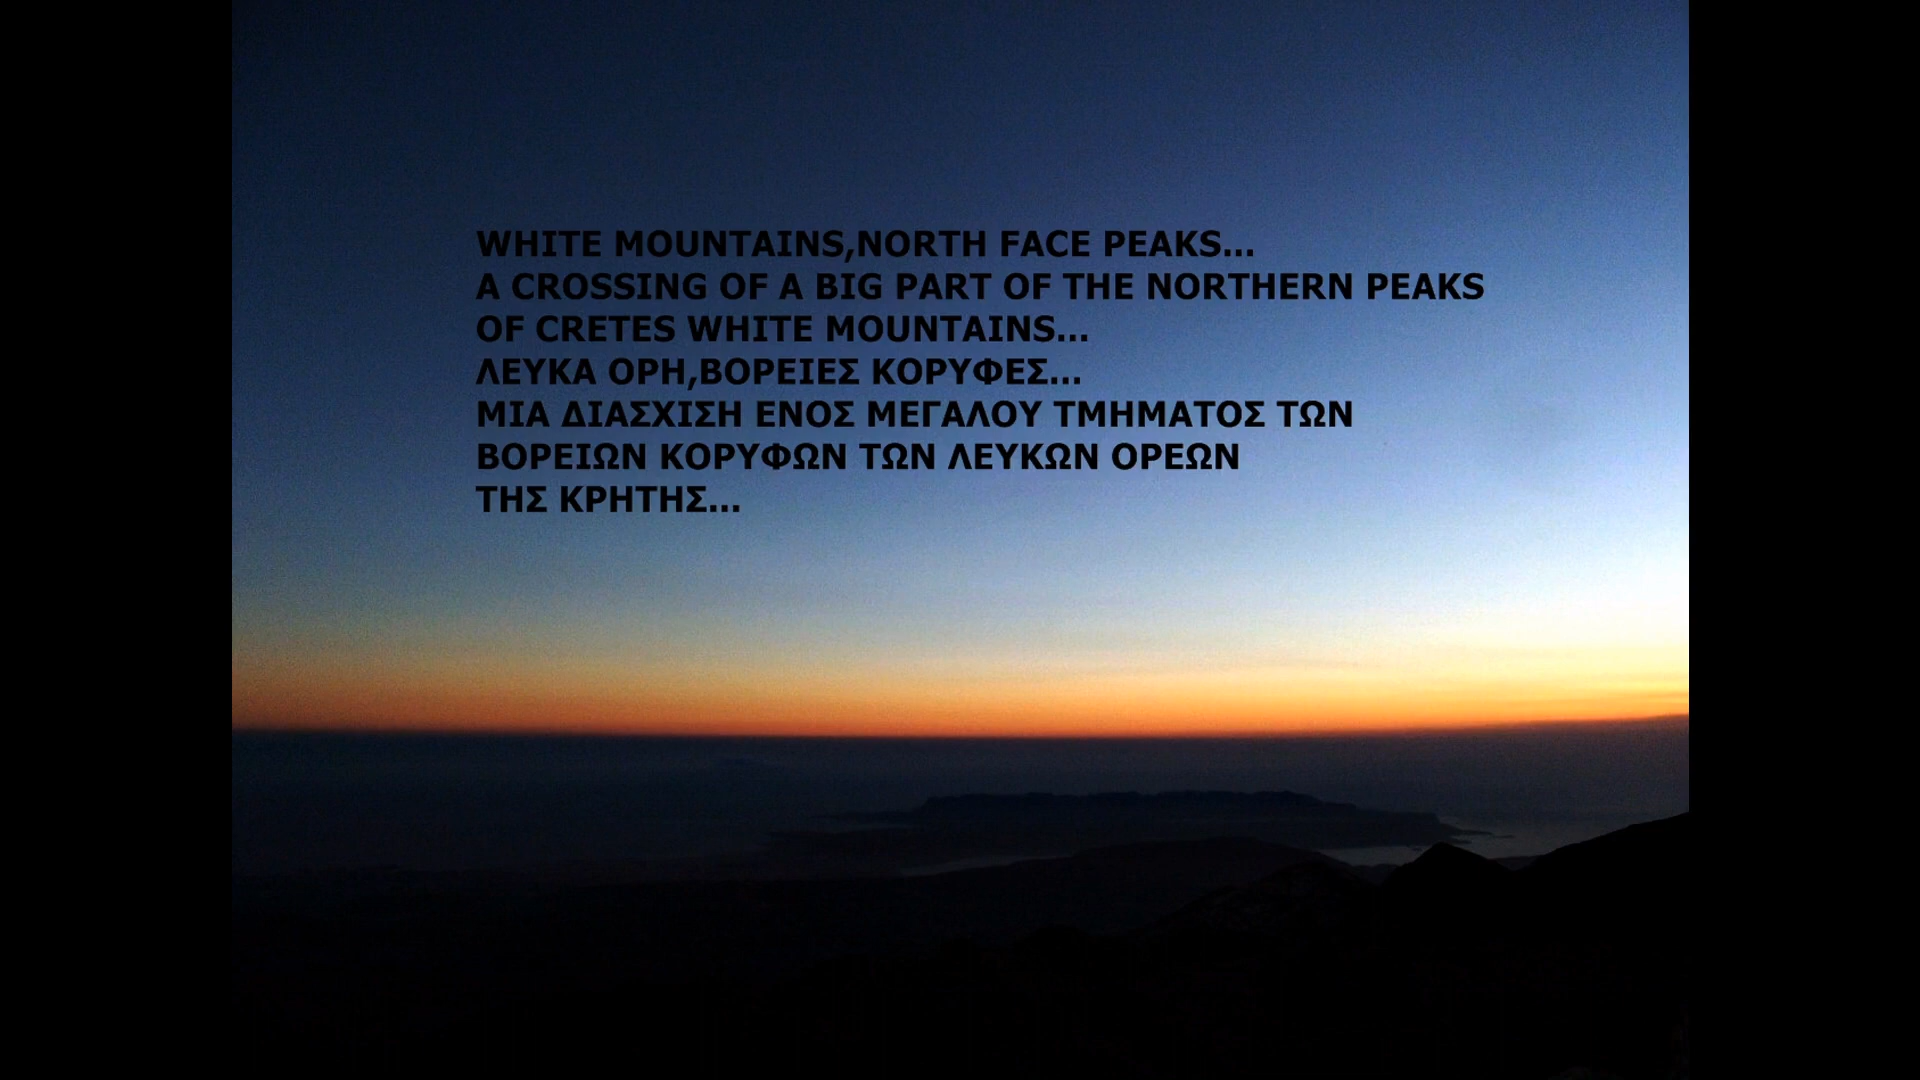 WHITE MOUNTAINS,NORTH FACE PEAKS...
A CROSSING OF A BIG PART OF THE NORTHERN PEAKS
OF CRETES WHITE MOUNTAINS...
ΛΕΥΚΑ ΟΡΗ,ΒΟΡΕΙΕΣ ΚΟΡΥΦΕΣ...
ΜΙΑ ΔΙΑΣΧΙΣΗ ΕΝΟΣ ΜΕΓΑΛΟΥ ΤΜΗΜΑΤΟΣ ΤΩΝ
ΒΟΡΕΙΩΝ ΚΟΡΥΦΩΝ ΤΩΝ ΛΕΥΚΩΝ ΟΡΕΩΝ
ΤΗΣ ΚΡΗΤΗΣ...